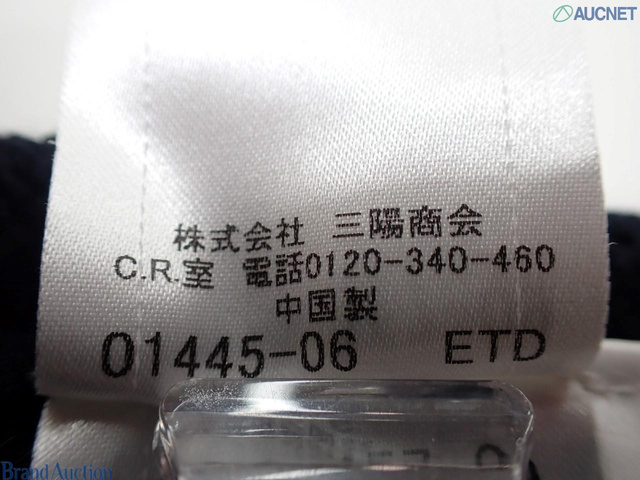 AUCNET
株式会社 三陽商会
C.R.室 電話0120-340-460
中国製
01445-06 ETD
Brand Auction